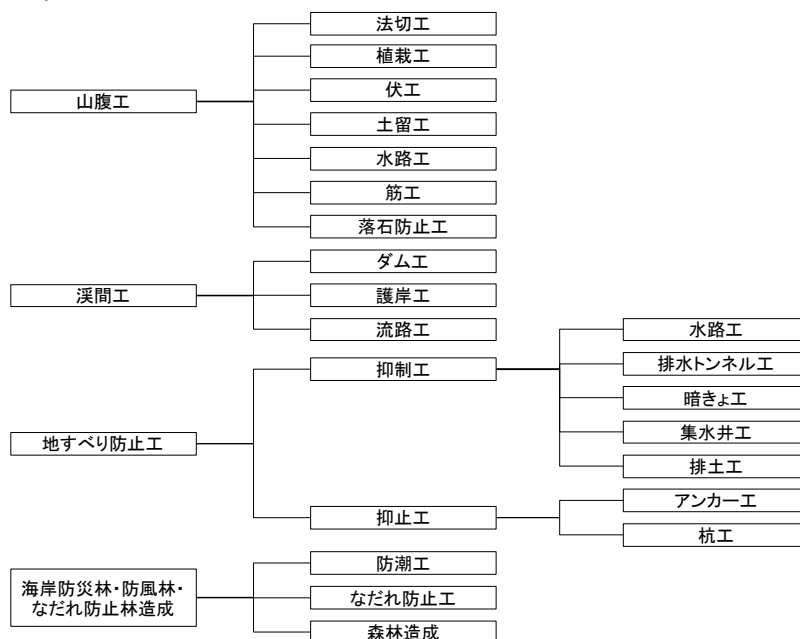 法切工
植栽工
山腹工
伏工
土留工
水路工
筋工
落石防止工
ダム工
渓間工
護岸工
流路工
水路工
抑制工
排水トンネル工
暗きょ工
集水井工
地すべり防止工
排土工
アンカー工
抑止工
杭工
防潮工
海岸防災林・防風林・
なだれ防止林造成
なだれ防止工
森林造成